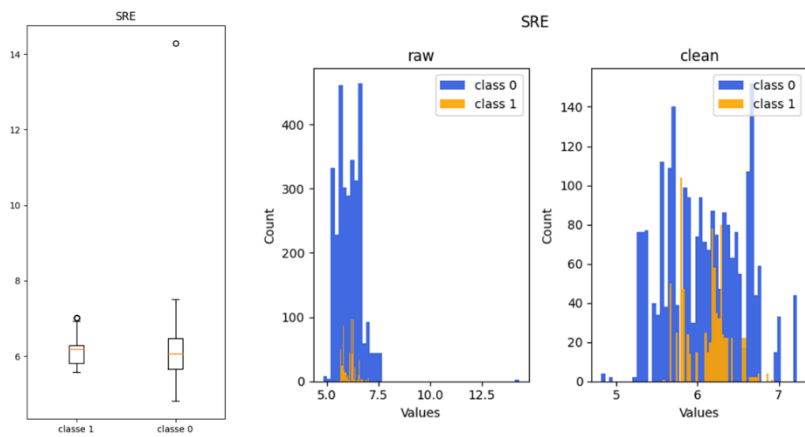 SRE
14
12
10
8
6
classe 1
classe 0
SRE
raw
class 0
class 1
Count
400
300
200
100
0
5.0
7.5
10.0
12.5
Values
clean
class 0
class 1
Count
140
120
100
80
60
40
20
0
5
6
7
Values